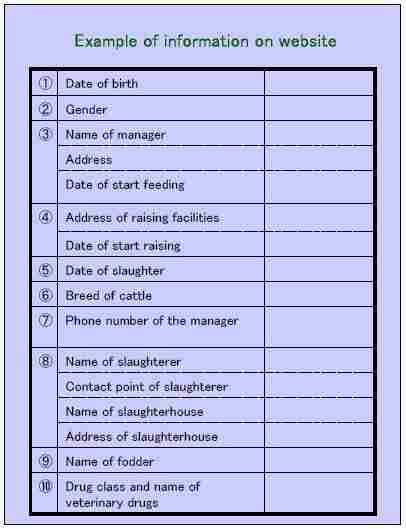 Example of information on website
① Date of birth
② Gender
③ Name of manager
Address
Date of start feeding
④ Address of raising facilities
Date of start raising
⑤ Date of slaughter
⑥ Breed of cattle
⑦ Phone number of the manager
⑧ Name of slaughterer
Contact point of slaughterer
Name of slaughterhouse
Address of slaughterhouse
⑨ Name of fodder
⑩ Drug class and name of
veterinary drugs